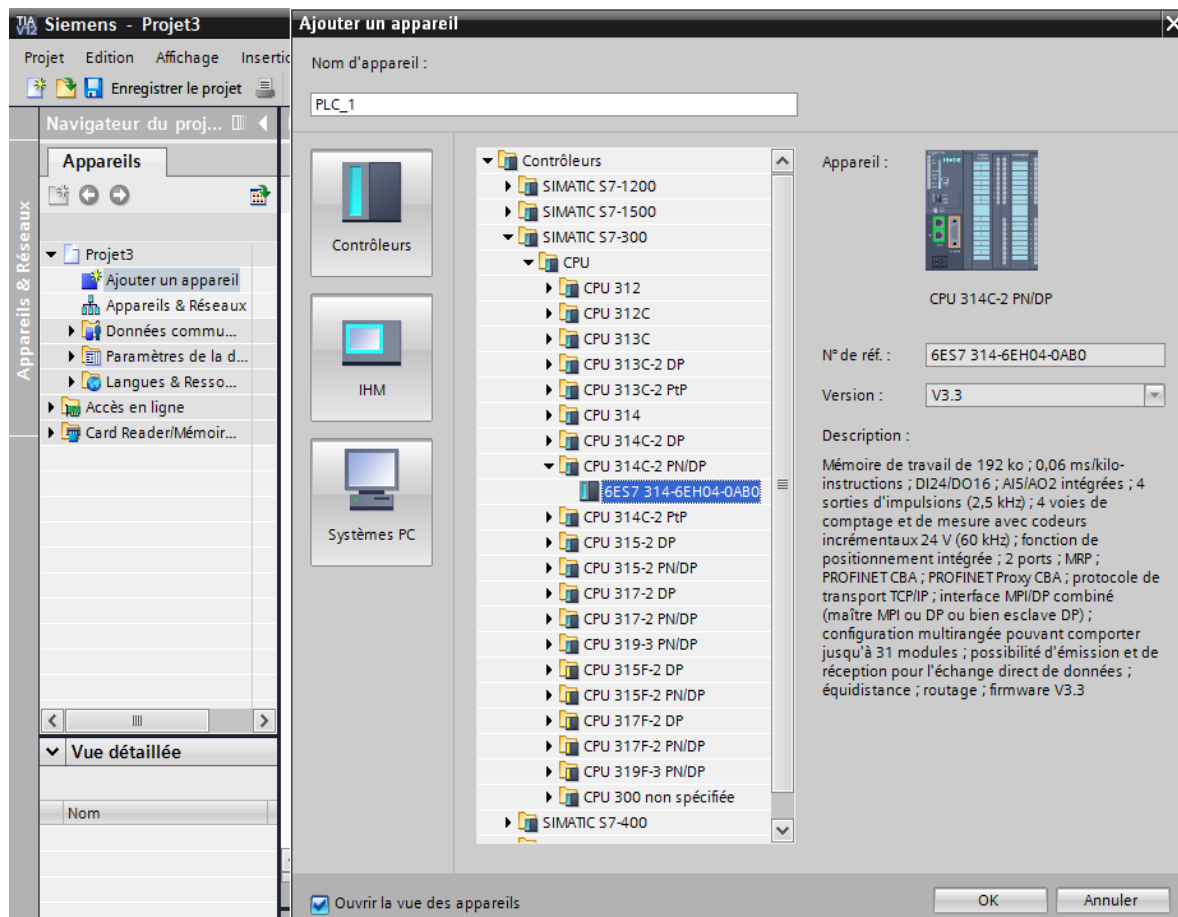 Siemens - Projet3
Projet Edition Affichage Insertic
Enregistrer le projet
Navigateur du proj...
Appareils
Appareils & Réseaux
Projet3
Ajouter un appareil
Appareils & Réseaux
Données commu...
Paramètres de la d...
Langues & Resso...
Accès en ligne
Card Reader/Mémoir...
Vue détaillée
Nom
Ajouter un appareil
Nom d'appareil :
PLC_1
Contrôleurs
IHM
Systèmes PC
Contrôleurs
SIMATIC S7-1200
SIMATIC S7-1500
SIMATIC S7-300
CPU
CPU 312
CPU 312C
CPU 313C
CPU 313C-2 DP
CPU 313C-2 PtP
CPU 314
CPU 314C-2 DP
CPU 314C-2 PN/DP
6ES7 314-6EH04-0AB0
CPU 314C-2 PtP
CPU 315-2 DP
CPU 315-2 PN/DP
CPU 317-2 DP
CPU 317-2 PN/DP
CPU 319-3 PN/DP
CPU 315F-2 DP
CPU 315F-2 PN/DP
CPU 317F-2 DP
CPU 317F-2 PN/DP
CPU 319F-3 PN/DP
CPU 300 non spécifiée
SIMATIC S7-400
Appareil :
CPU 314C-2 PN/DP
N° de réf. : 6ES7 314-6EH04-0AB0
Version : V3.3
Description :
Mémoire de travail de 192 ko ; 0,06 ms/kilo-
instructions ; DI24/DO16 ; AI5/AO2 intégrées ; 4
sorties d'impulsions (2,5 kHz) ; 4 voies de
comptage et de mesure avec codeurs
incrémentaux 24 V (60 kHz) ; fonction de
positionnement intégrée ; 2 ports ; MRP ;
PROFINET CBA ; PROFINET Proxy CBA ; protocole de
transport TCP/IP ; interface MPI/DP combiné
(maître MPI ou DP ou bien esclave DP) ;
configuration multirangée pouvant comporter
jusqu'à 31 modules ; possibilité d'émission et de
réception pour l'échange direct de données ;
équidistance ; routage ; firmware V3.3
Ouvrir la vue des appareils
OK Annuler